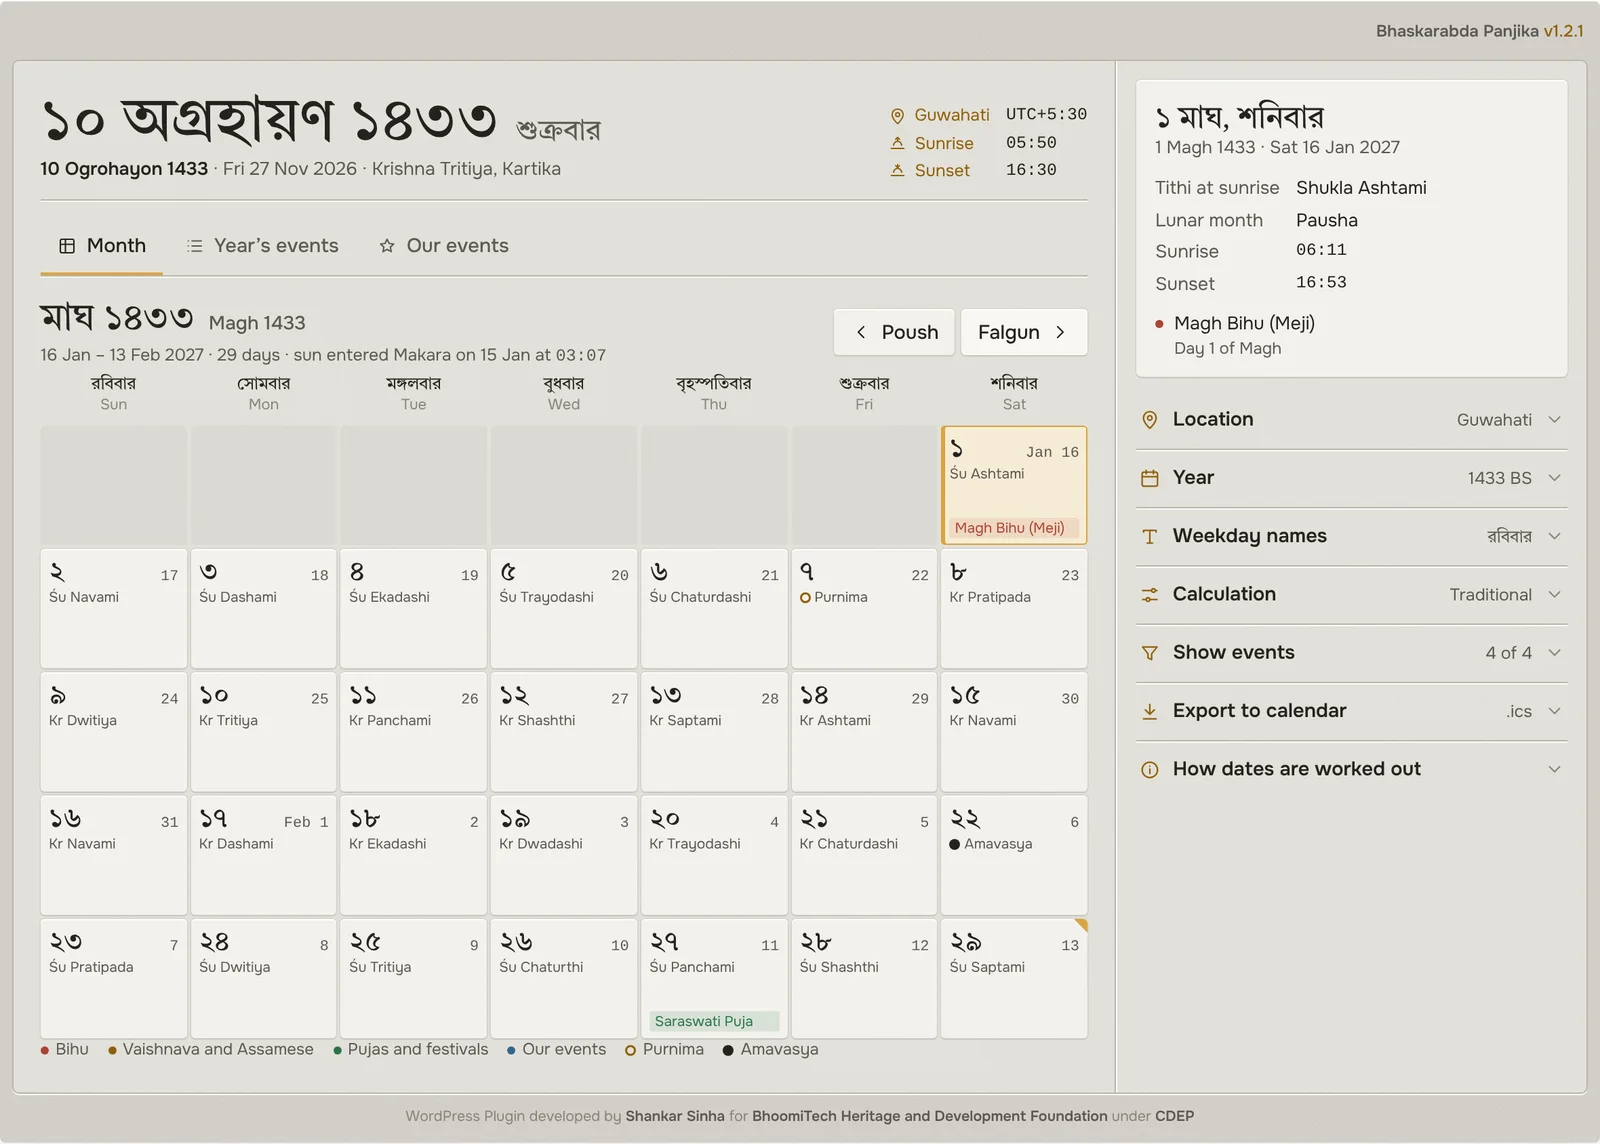 Bhaskarabda Panjika v1.2.1
১০ অগ্রহায়ণ ১৪৩৩ শুক্রবার
10 Ogrohayon 1433 · Fri 27 Nov 2026 · Krishna Tritiya, Kartika
Guwahati UTC+5:30
Sunrise 05:50
Sunset 16:30
Month Year’s events Our events
মাঘ ১৪৩৩ Magh 1433
16 Jan – 13 Feb 2027 · 29 days · sun entered Makara on 15 Jan at 03:07
Poush Falgun
রবিবার সোমবার মঙ্গলবার বুধবার বৃহস্পতিবার শুক্রবার শনিবার
Sun Mon Tue Wed Thu Fri Sat
১ Jan 16
Śu Ashtami
Magh Bihu (Meji)
২ 17 ৩ 18 ৪ 19 ৫ 20 ৬ 21 ৭ 22 ৮ 23
Śu Navami Śu Dashami Śu Ekadashi Śu Trayodashi Śu Chaturdashi Purnima Kr Pratipada
৯ 24 ১০ 25 ১১ 26 ১২ 27 ১৩ 28 ১৪ 29 ১৫ 30
Kr Dwitiya Kr Tritiya Kr Panchami Kr Shashthi Kr Saptami Kr Ashtami Kr Navami
১৬ 31 ১৭ Feb 1 ১৮ 2 ১৯ 3 ২০ 4 ২১ 5 ২২ 6
Kr Navami Kr Dashami Kr Ekadashi Kr Dwadashi Kr Trayodashi Kr Chaturdashi Amavasya
২৩ 7 ২৪ 8 ২৫ 9 ২৬ 10 ২৭ 11 ২৮ 12 ২৯ 13
Śu Pratipada Śu Dwitiya Śu Tritiya Śu Chaturthi Śu Panchami Śu Shashthi Śu Saptami
Saraswati Puja
Bihu Vaishnava and Assamese Pujas and festivals Our events Purnima Amavasya
১ মাঘ, শনিবার
1 Magh 1433 · Sat 16 Jan 2027
Tithi at sunrise Shukla Ashtami
Lunar month Pausha
Sunrise 06:11
Sunset 16:53
Magh Bihu (Meji)
Day 1 of Magh
Location Guwahati
Year 1433 BS
Weekday names রবিবার
Calculation Traditional
Show events 4 of 4
Export to calendar .ics
How dates are worked out
WordPress Plugin developed by Shankar Sinha for BhoomiTech Heritage and Development Foundation under CDEP